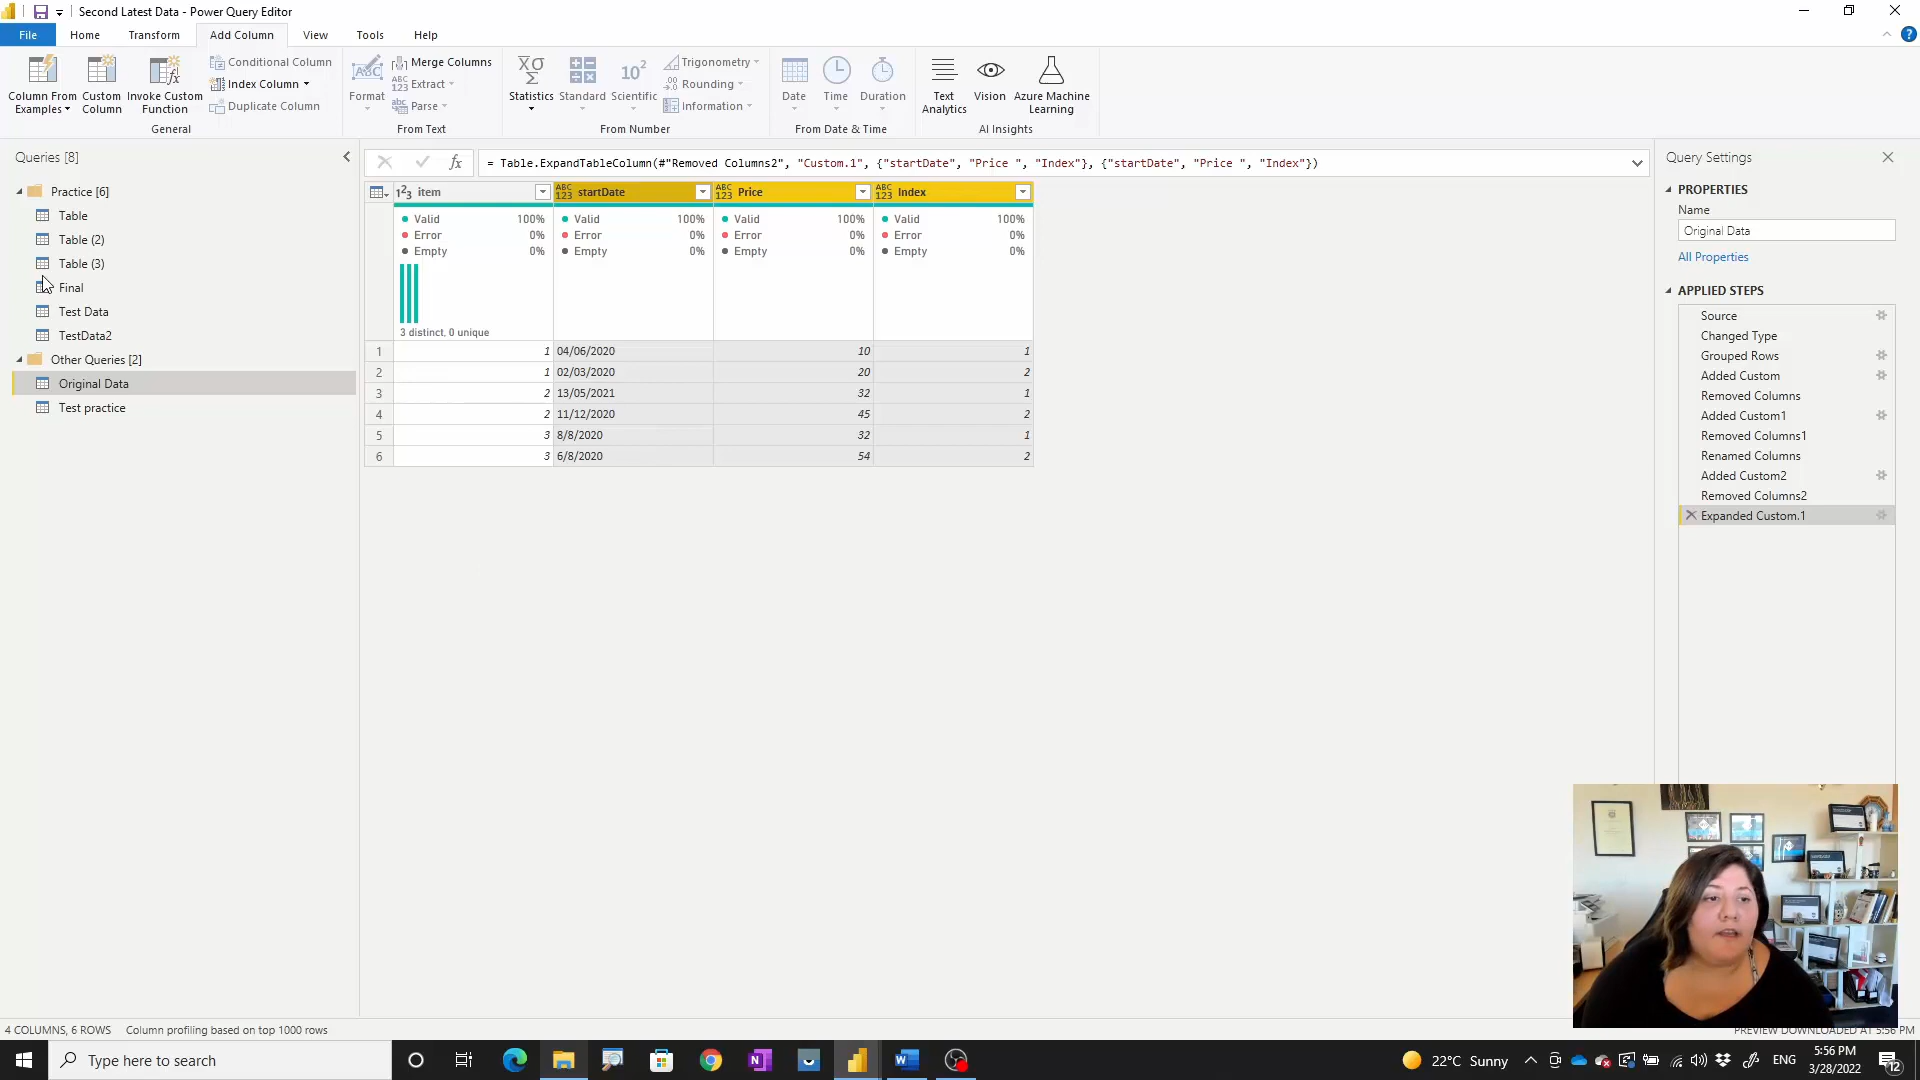 Second Latest Data - Power Query Editor
File Home Transform Add Column View Tools Help
Column From Examples
Custom Column
Invoke Custom Function
Conditional Column
Index Column
Duplicate Column
General
Format
Merge Columns
Extract
Parse
From Text
Statistics
Standard
Scientific
Trigonometry
Rounding
Information
From Number
Date
Time
Duration
From Date & Time
Text Analytics
Vision
Azure Machine Learning
AI Insights
Queries [8]
Practice [6]
Table
Table (2)
Table (3)
Final
Test Data
TestData2
Other Queries [2]
Original Data
Test practice
= Table.ExpandTableColumn(#"Removed Columns2", "Custom.1", {"startDate", "Price ", "Index"}, {"startDate", "Price ", "Index"})
item startDate Price Index
Valid 100% Valid 100% Valid 100% Valid 100%
Error 0% Error 0% Error 0% Error 0%
Empty 0% Empty 0% Empty 0% Empty 0%
3 distinct, 0 unique
1 1 04/06/2020 10 1
2 1 02/03/2020 20 2
3 2 13/05/2021 32 1
4 2 11/12/2020 45 2
5 3 8/8/2020 32 1
6 3 6/8/2020 54 2
Query Settings
PROPERTIES
Name
Original Data
All Properties
APPLIED STEPS
Source
Changed Type
Grouped Rows
Added Custom
Removed Columns
Added Custom1
Removed Columns1
Renamed Columns
Added Custom2
Removed Columns2
Expanded Custom.1
4 COLUMNS, 6 ROWS Column profiling based on top 1000 rows
PREVIEW DOWNLOADED AT 5:56 PM
Type here to search
22°C Sunny
ENG
5:56 PM
3/28/2022
12